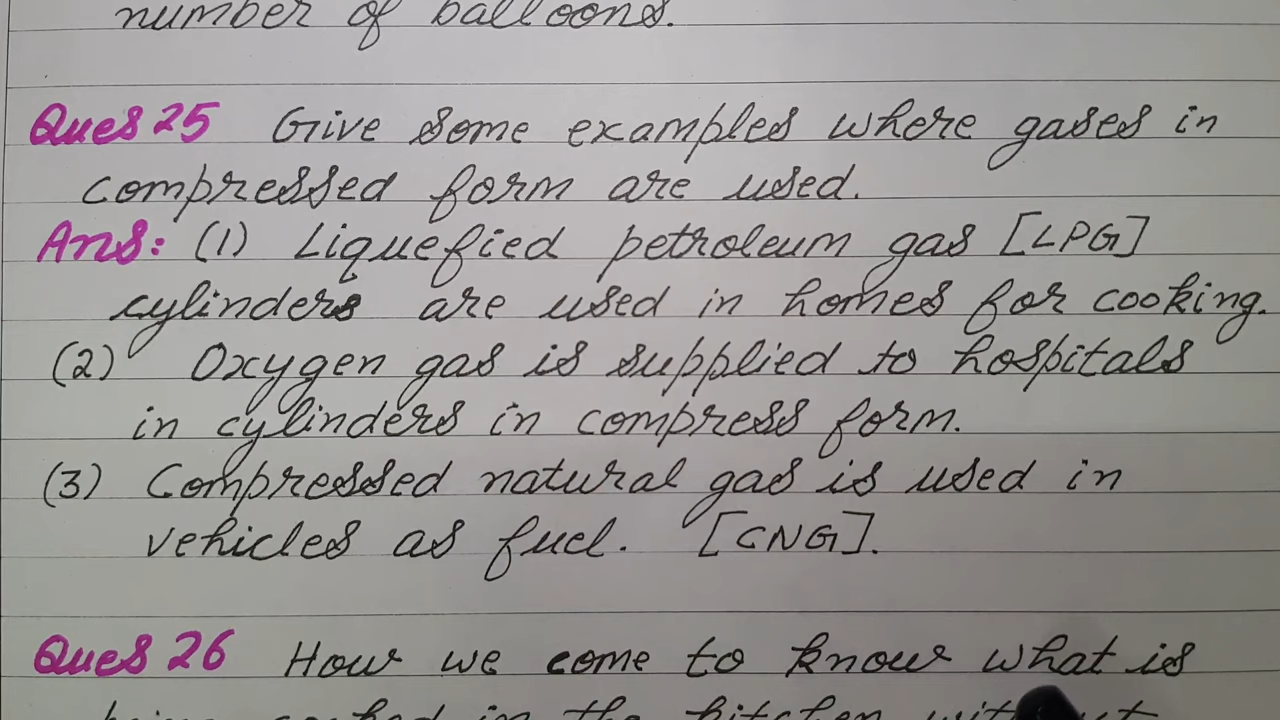 number of balloons.
Ques 25 Give some examples where gases in
compressed form are used.
Ans: (1) Liquefied petroleum gas [LPG]
cylinders are used in homes for cooking.
(2) Oxygen gas is supplied to hospitals
in cylinders in compress form.
(3) Compressed natural gas is used in
vehicles as fuel. [CNG].
Ques 26 How we come to know what is
in the kitchen